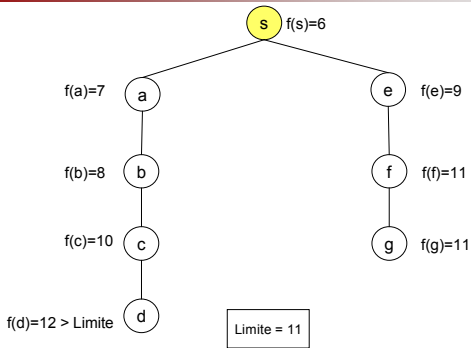 s f(s)=6
f(a)=7 a e f(e)=9
f(b)=8 b f f(f)=11
f(c)=10 c g f(g)=11
f(d)=12 > Limite d Limite = 11